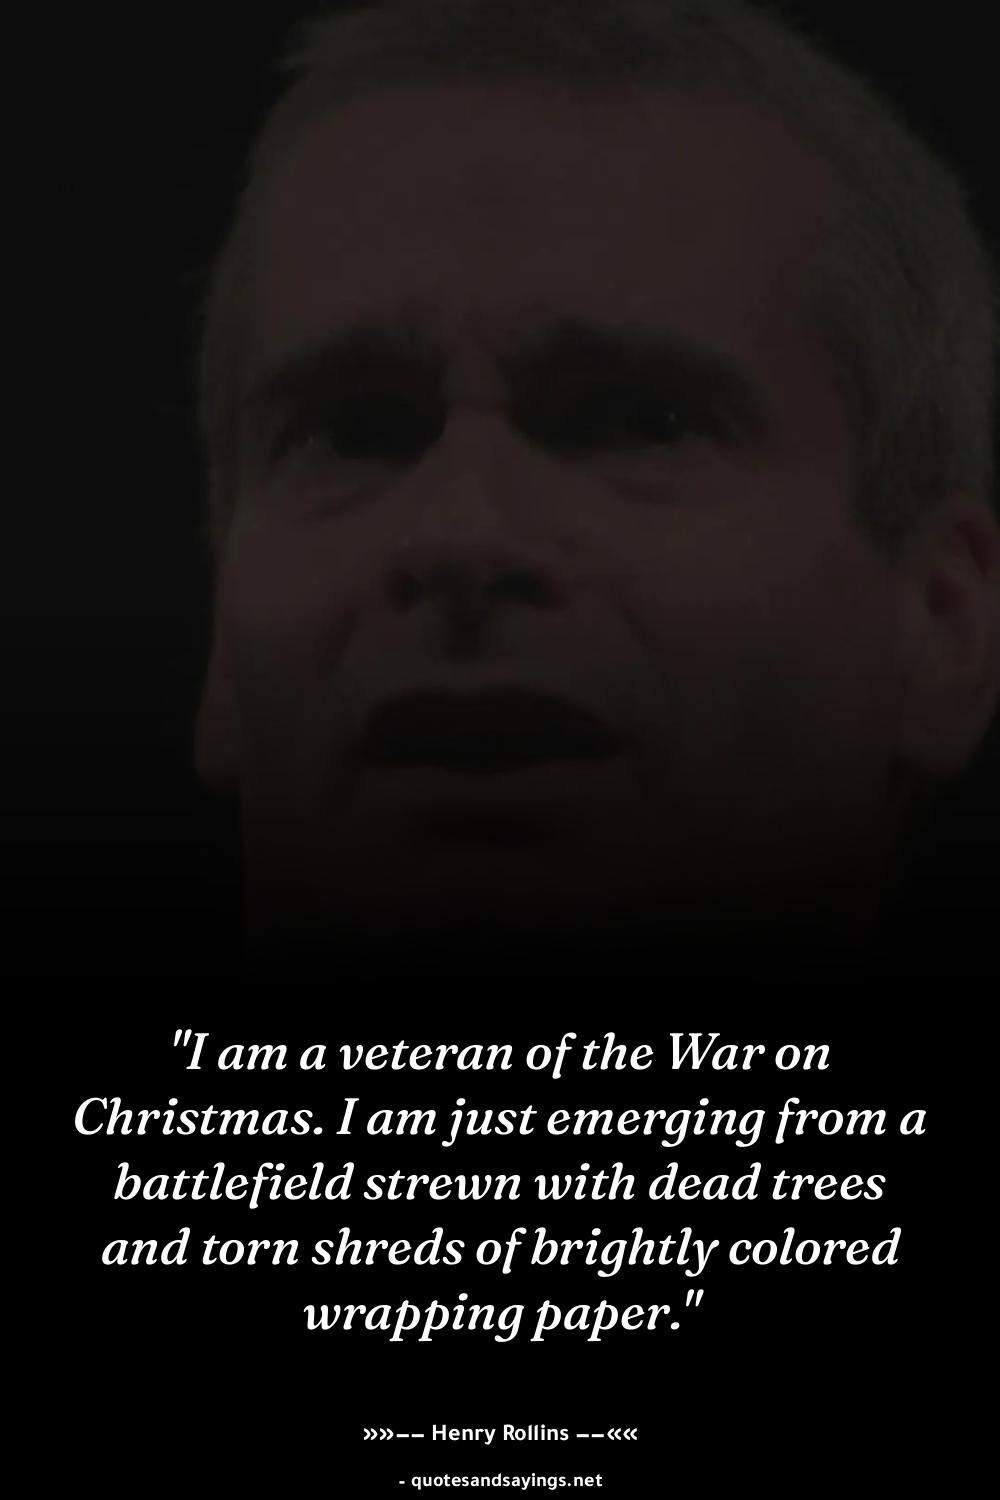 "I am a veteran of the War on
Christmas. I am just emerging from a
battlefield strewn with dead trees
and torn shreds of brightly colored
wrapping paper."
»»−− Henry Rollins −−««
- quotesandsayings.net